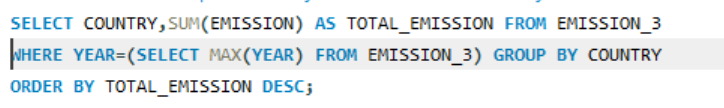 SELECT COUNTRY,SUM(EMISSION) AS TOTAL_EMISSION FROM EMISSION_3
WHERE YEAR=(SELECT MAX(YEAR) FROM EMISSION_3) GROUP BY COUNTRY
ORDER BY TOTAL_EMISSION DESC;